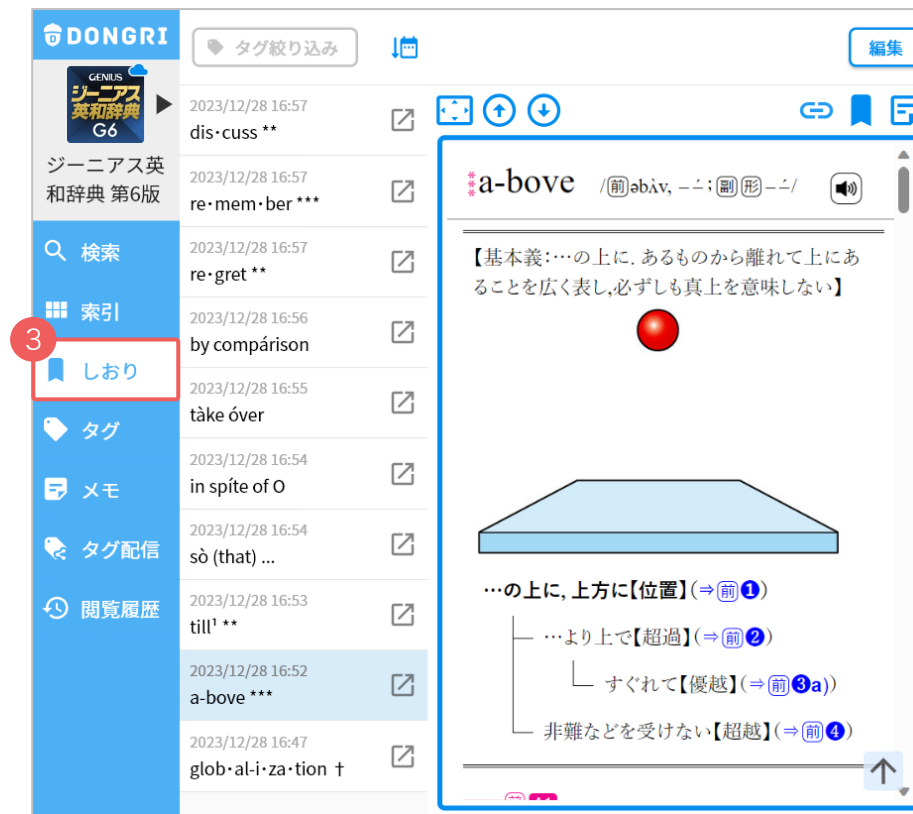 DONGRI
タグ絞り込み
編集
GENIUS
ジーニアス
英和辞典
G6
ジーニアス英
和辞典 第6版
検索
索引
3
しおり
タグ
メモ
タグ配信
閲覧履歴
2023/12/28 16:57
dis·cuss **
2023/12/28 16:57
re·mem·ber ***
2023/12/28 16:57
re·gret **
2023/12/28 16:56
by compárison
2023/12/28 16:55
tàke óver
2023/12/28 16:54
in spíte of O
2023/12/28 16:54
sò (that) ...
2023/12/28 16:53
till¹ **
2023/12/28 16:52
a-bove ***
2023/12/28 16:47
glob·al-i·za·tion †
***a-bove /前əbʌ̀v, –́–; 副形–́–/
【基本義：…の上に. あるものから離れて上にあ
ることを広く表し,必ずしも真上を意味しない】
…の上に, 上方に【位置】(⇒前❶)
…より上で【超過】(⇒前❷)
すぐれて【優越】(⇒前❸a))
非難などを受けない【超越】(⇒前❹)